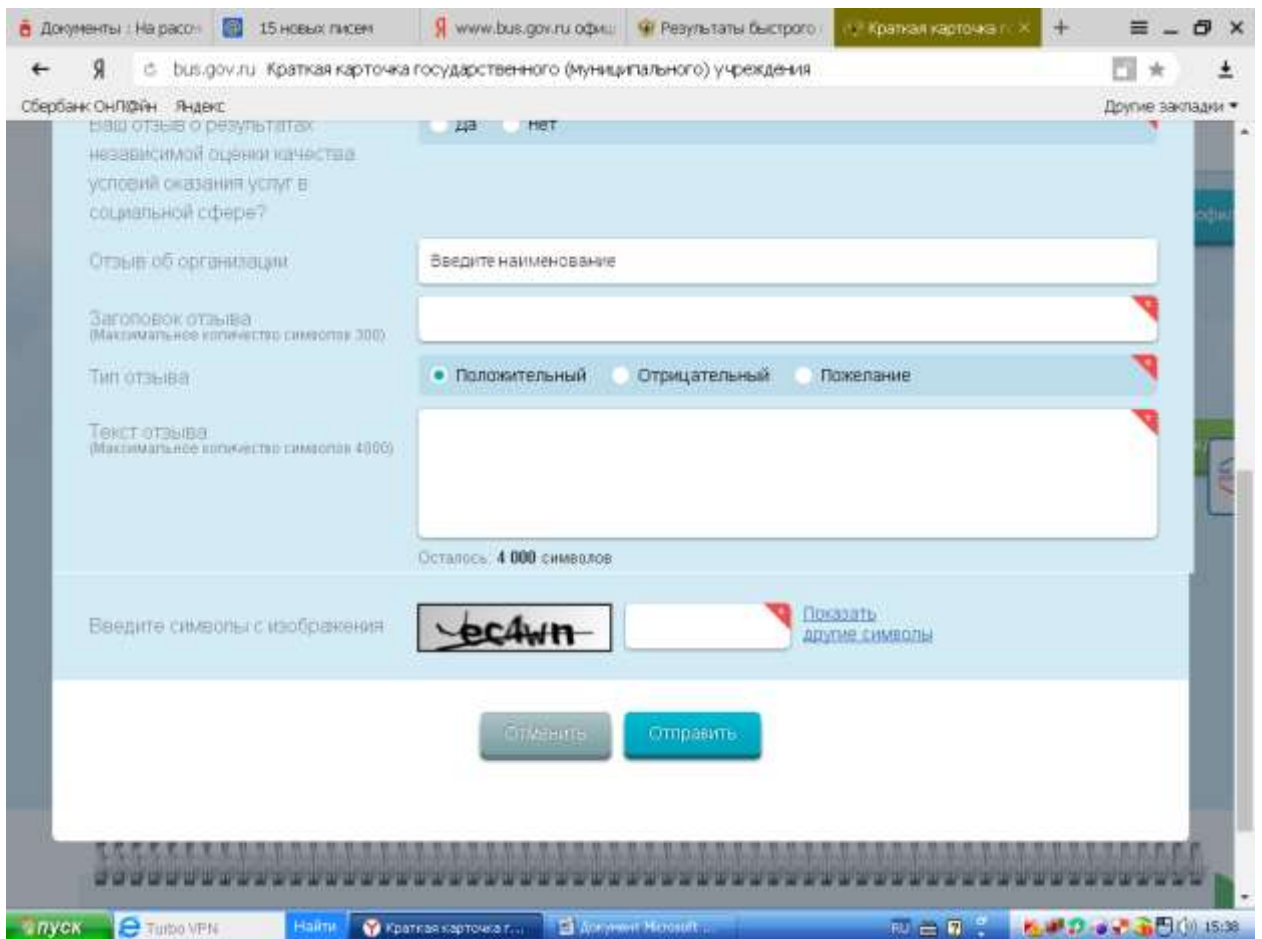 Документы : На рассм
15 новых писем
Я www.bus.gov.ru офиц
Результаты быстрого
Краткая карточка г
Я bus.gov.ru Краткая карточка государственного (муниципального) учреждения
Сбербанк ОнЛ@йн Яндекс
Другие закладки
Ваш отзыв о результатах
независимой оценки качества
условий оказания услуг в
социальной сфере?
Да Нет
Отзыв об организации
Введите наименование
Заголовок отзыва
(Максимальное количество символов 300)
Тип отзыва
Положительный Отрицательный Пожелание
Текст отзыва
(Максимальное количество символов 4000)
Осталось: 4 000 символов
Введите символы с изображения
Показать
другие символы
Отменить Отправить
пуск Turbo VPN Найти Краткая карточка г... Документ Microsoft ... RU 15:38